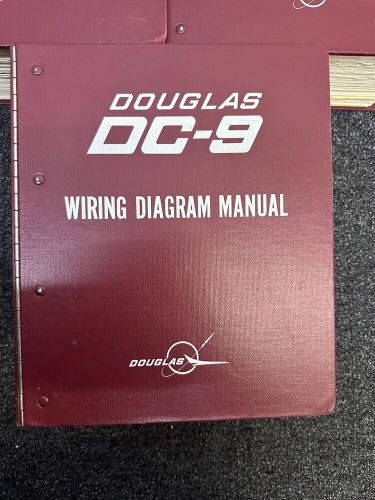 DOUGLAS
DC-9
WIRING DIAGRAM MANUAL
DOUGLAS